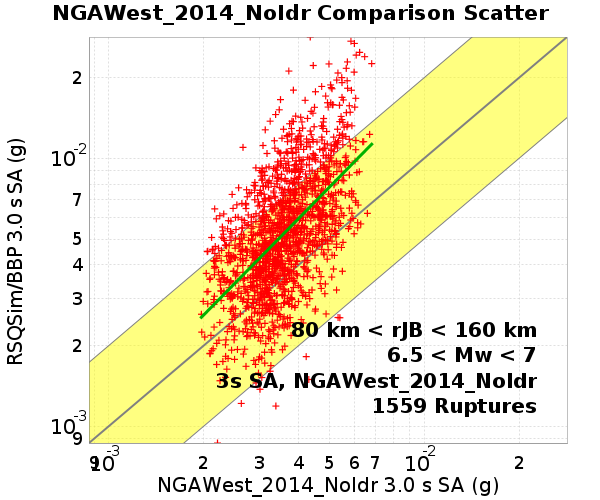 NGAWest_2014_NoIdr Comparison Scatter
RSQSim/BBP 3.0 s SA (g)
2
10-2
7
5
4
3
2
10-3
9
80 km < rJB < 160 km
6.5 < Mw < 7
3s SA, NGAWest_2014_NoIdr
1559 Ruptures
9 10-3 2 3 4 5 6 7 10-2 2
NGAWest_2014_NoIdr 3.0 s SA (g)